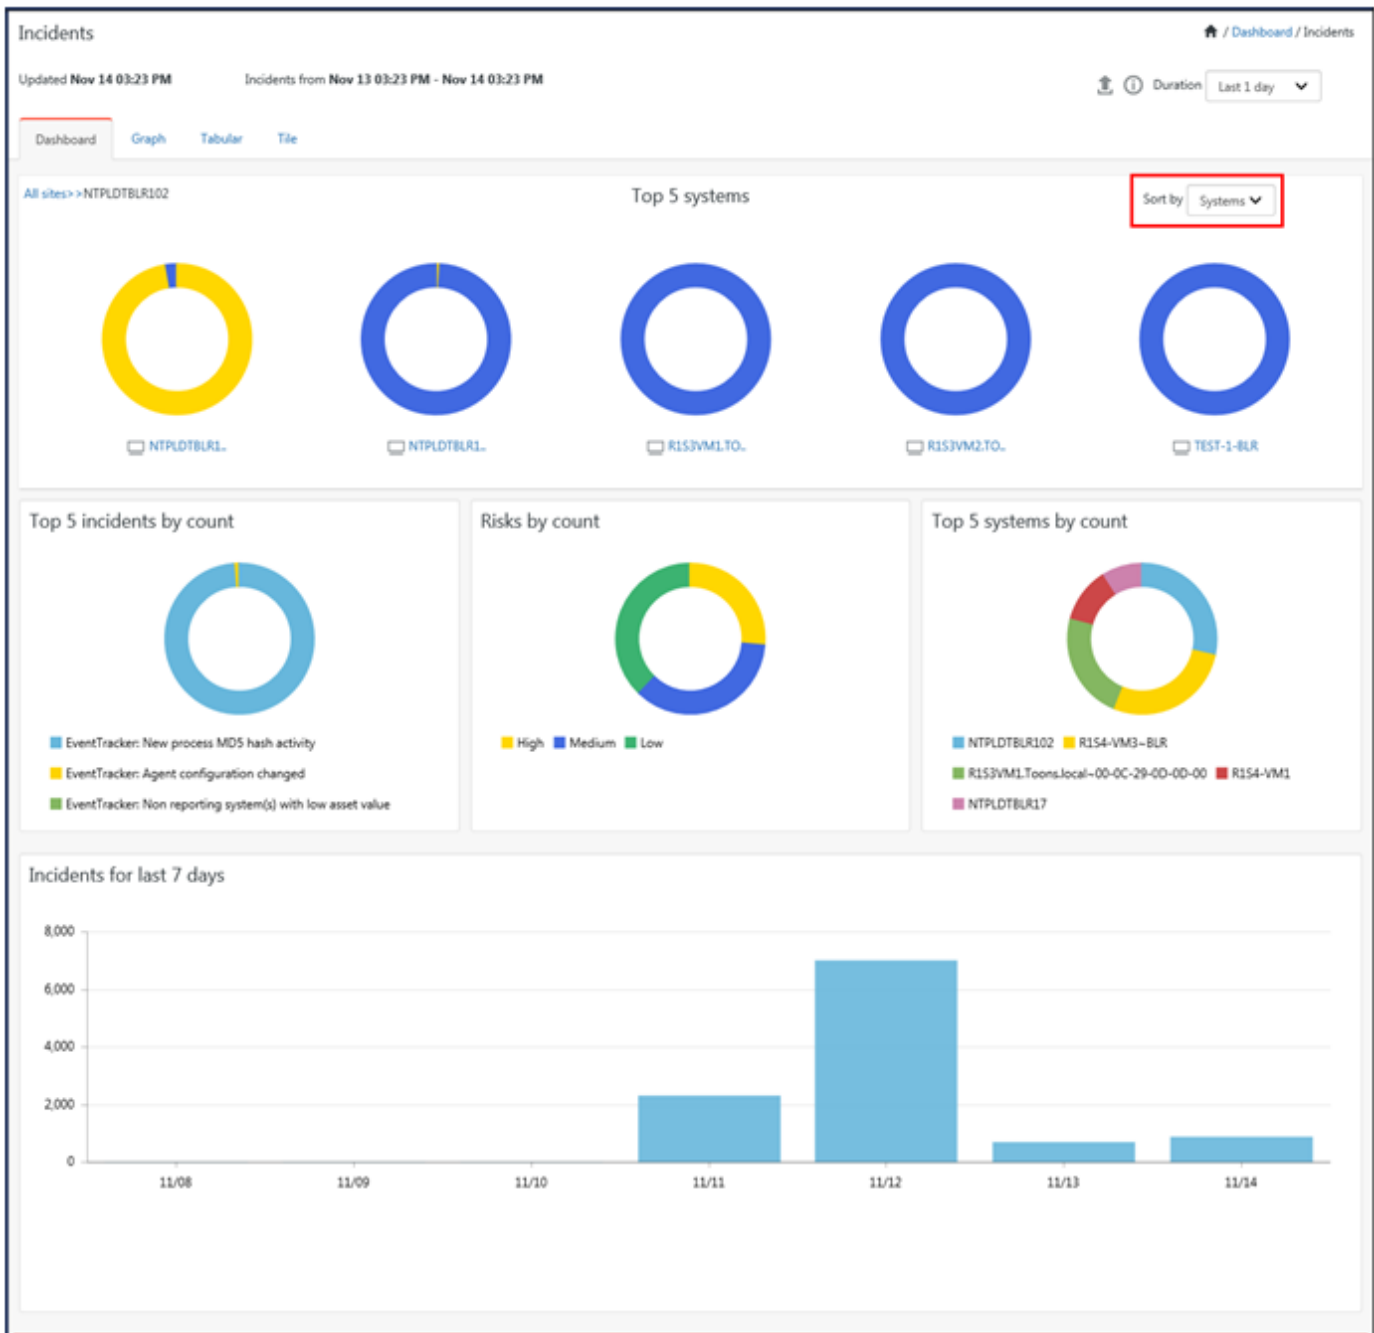 Incidents
/ Dashboard / Incidents
Updated Nov 14 03:23 PM
Incidents from Nov 13 03:23 PM - Nov 14 03:23 PM
Duration
Last 1 day
Dashboard
Graph
Tabular
Tile
All sites>>NTPLDTBLR102
Top 5 systems
Sort by
Systems
NTPLDTBLR1..
NTPLDTBLR1..
R1S3VM1.TO..
R1S3VM2.TO..
TEST-1-BLR
Top 5 incidents by count
EventTracker: New process MD5 hash activity
EventTracker: Agent configuration changed
EventTracker: Non reporting system(s) with low asset value
Risks by count
High Medium Low
Top 5 systems by count
NTPLDTBLR102 R1S4-VM3~BLR
R1S3VM1.Toons.local~00-0C-29-0D-0D-00 R1S4-VM1
NTPLDTBLR17
Incidents for last 7 days
8,000
6,000
4,000
2,000
0
11/08
11/09
11/10
11/11
11/12
11/13
11/14